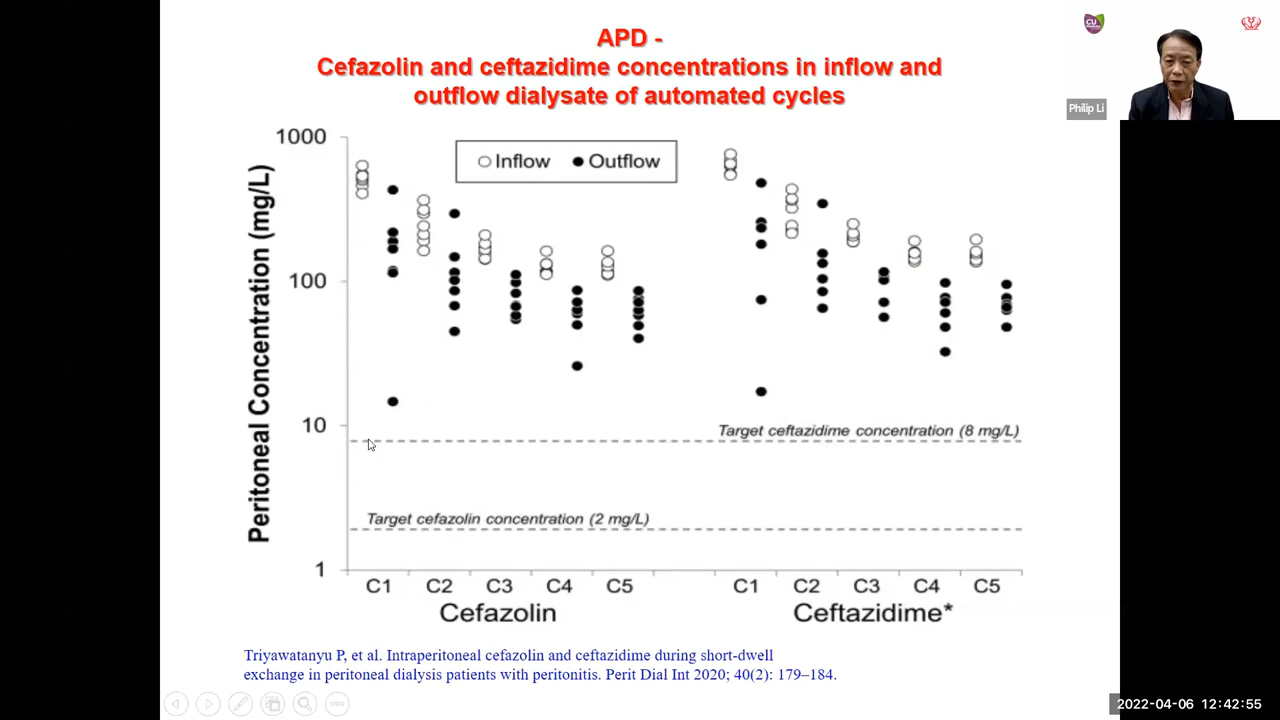 APD -
Cefazolin and ceftazidime concentrations in inflow and
outflow dialysate of automated cycles
CU
Philip Li
Peritoneal Concentration (mg/L)
1000
100
10
1
Inflow
Outflow
Target ceftazidime concentration (8 mg/L)
Target cefazolin concentration (2 mg/L)
C1 C2 C3 C4 C5 C1 C2 C3 C4 C5
Cefazolin Ceftazidime*
Triyawatanyu P, et al. Intraperitoneal cefazolin and ceftazidime during short-dwell
exchange in peritoneal dialysis patients with peritonitis. Perit Dial Int 2020; 40(2): 179–184.
2022-04-06 12:42:55